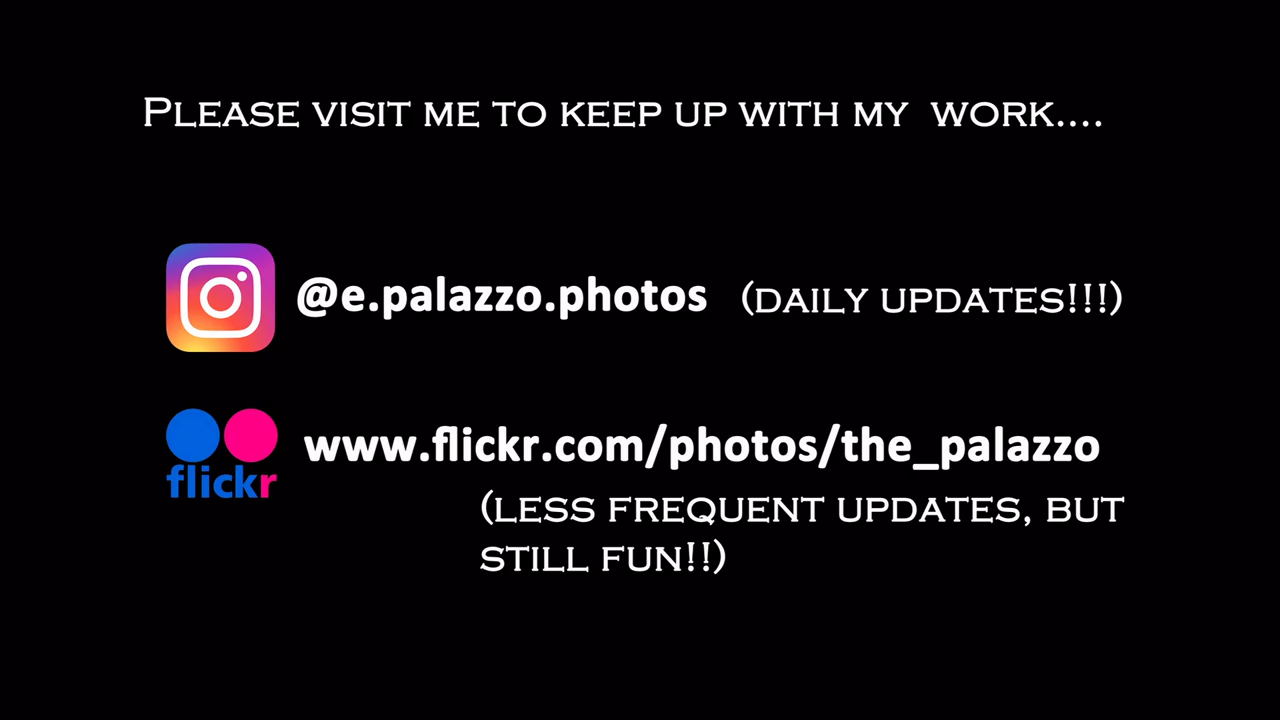 Please visit me to keep up with my work....
@e.palazzo.photos (daily updates!!!)
flickr www.flickr.com/photos/the_palazzo
(less frequent updates, but
still fun!!)